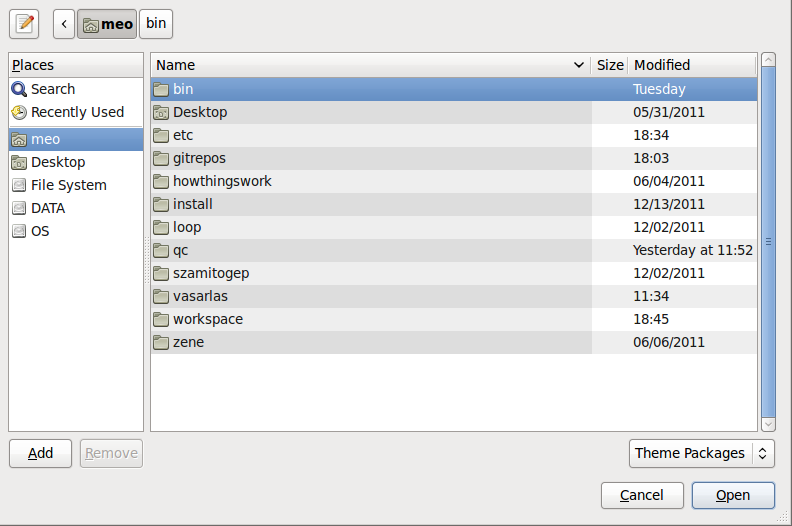 meo bin
Places
Search
Recently Used
meo
Desktop
File System
DATA
OS
Name Size Modified
bin Tuesday
Desktop 05/31/2011
etc 18:34
gitrepos 18:03
howthingswork 06/04/2011
install 12/13/2011
loop 12/02/2011
qc Yesterday at 11:52
szamitogep 12/02/2011
vasarlas 11:34
workspace 18:45
zene 06/06/2011
Add Remove Theme Packages
Cancel Open